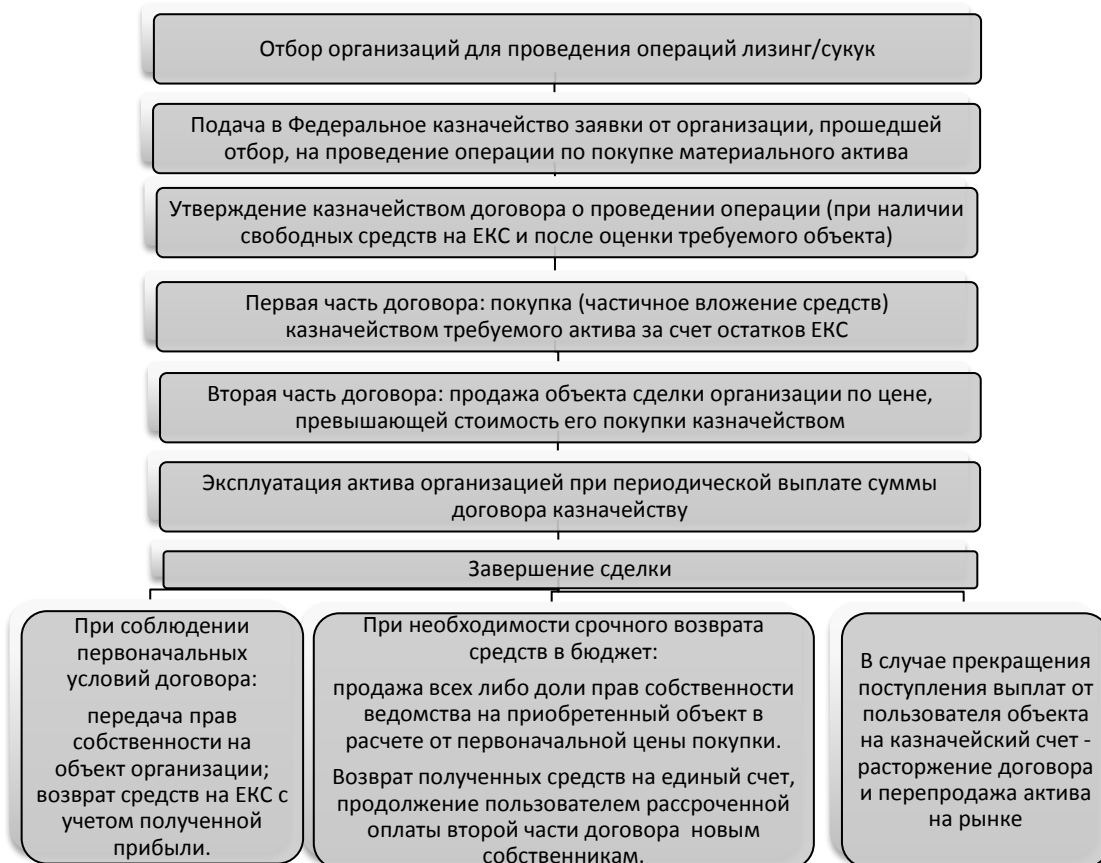 Отбор организаций для проведения операций лизинг/сукук
Подача в Федеральное казначейство заявки от организации, прошедшей
отбор, на проведение операции по покупке материального актива
Утверждение казначейством договора о проведении операции (при наличии
свободных средств на ЕКС и после оценки требуемого объекта)
Первая часть договора: покупка (частичное вложение средств)
казначейством требуемого актива за счет остатков ЕКС
Вторая часть договора: продажа объекта сделки организации по цене,
превышающей стоимость его покупки казначейством
Эксплуатация актива организацией при периодической выплате суммы
договора казначейству
Завершение сделки
При соблюдении
первоначальных
условий договора:
передача прав
собственности на
объект организации;
возврат средств на ЕКС с
учетом полученной
прибыли.
При необходимости срочного возврата
средств в бюджет:
продажа всех либо доли прав собственности
ведомства на приобретенный объект в
расчете от первоначальной цены покупки.
Возврат полученных средств на единый счет,
продолжение пользователем рассроченной
оплаты второй части договора новым
собственникам.
В случае прекращения
поступления выплат от
пользователя объекта
на казначейский счет -
расторжение договора
и перепродажа актива
на рынке